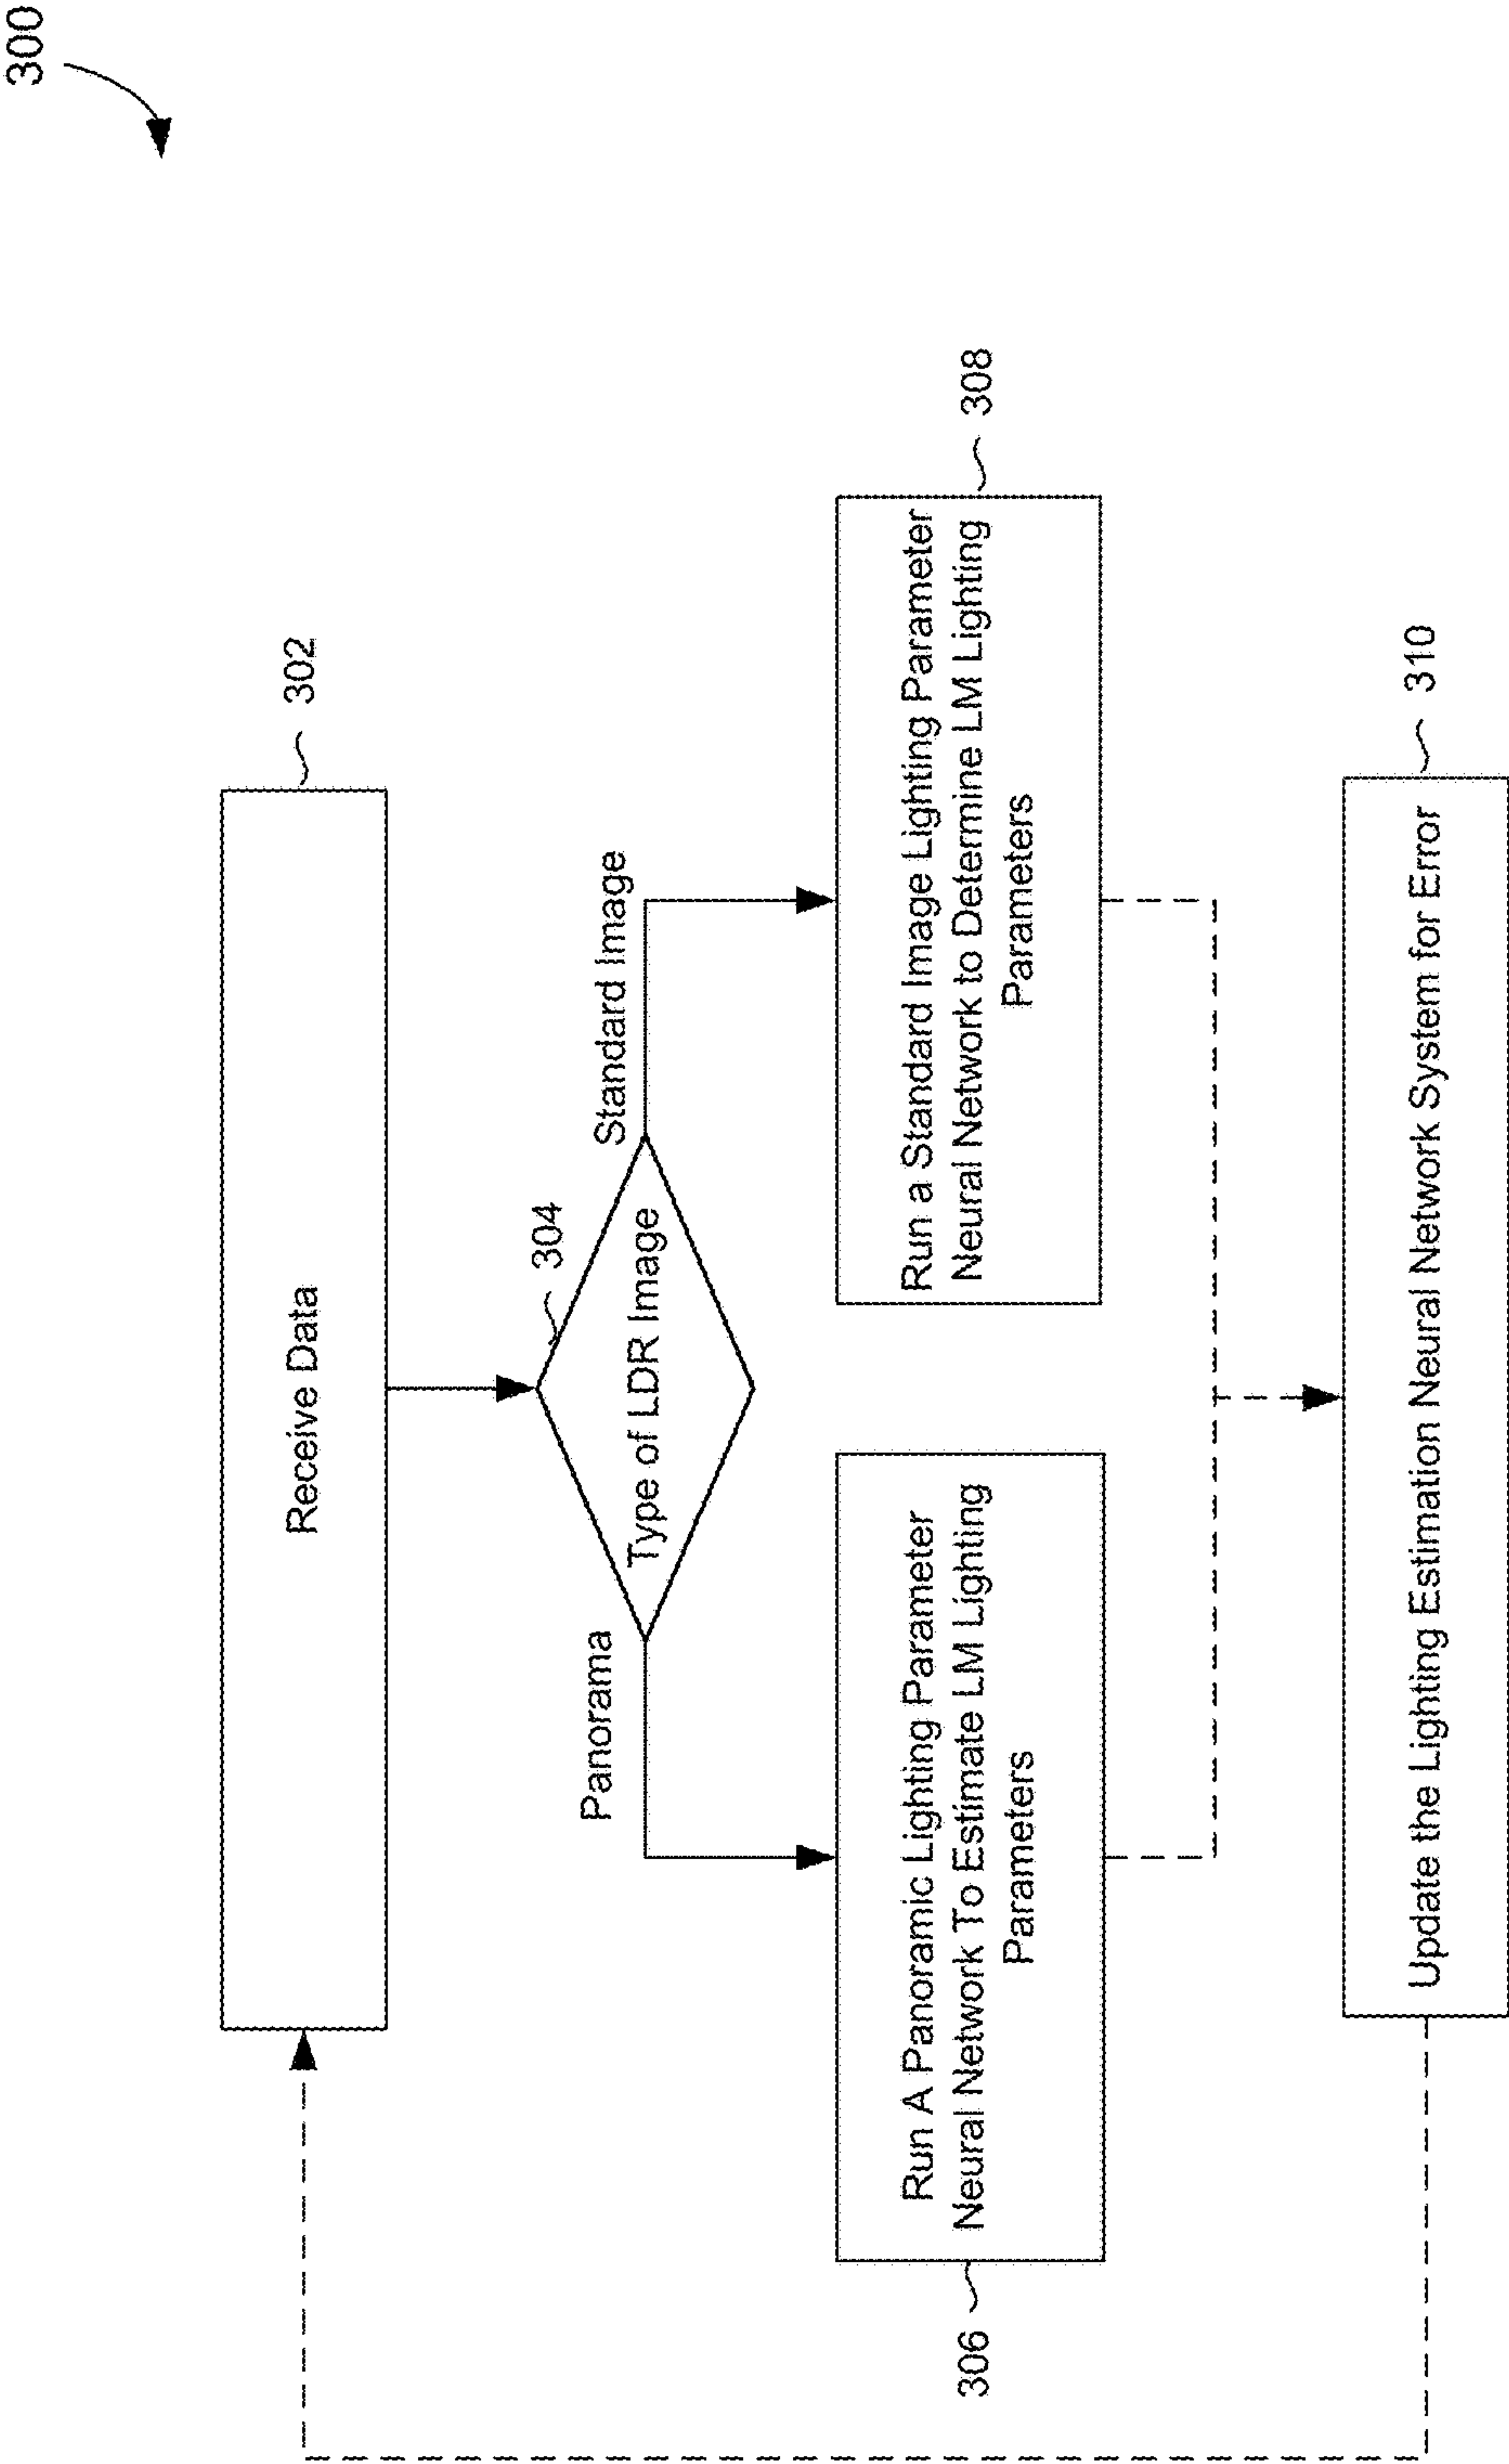 300
Receive Data
302
304
Type of LDR Image
Panorama
Standard Image
Run A Panoramic Lighting Parameter
Neural Network To Estimate LM Lighting
Parameters
306
Run a Standard Image Lighting Parameter
Neural Network to Determine LM Lighting
Parameters
308
Update the Lighting Estimation Neural Network System for Error
310